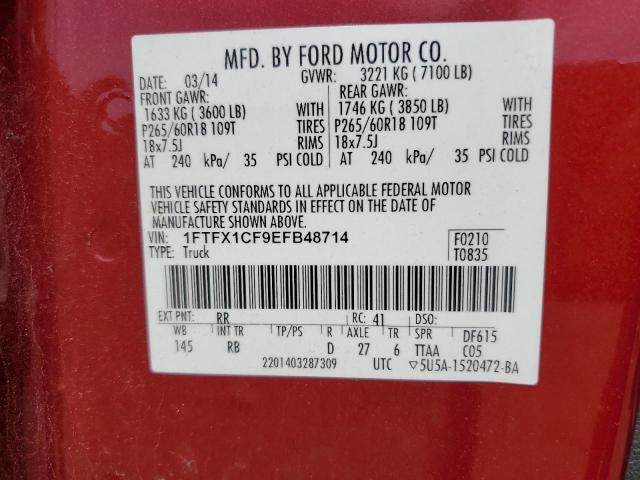 MFD. BY FORD MOTOR CO.
DATE: 03/14 GVWR: 3221 KG ( 7100 LB)
FRONT GAWR: REAR GAWR:
1633 KG ( 3600 LB) WITH 1746 KG ( 3850 LB) WITH
P265/60R18 109T TIRES P265/60R18 109T TIRES
18x7.5J RIMS 18x7.5J RIMS
AT 240 kPa/ 35 PSI COLD AT 240 kPa/ 35 PSI COLD
THIS VEHICLE CONFORMS TO ALL APPLICABLE FEDERAL MOTOR
VEHICLE SAFETY STANDARDS IN EFFECT ON THE DATE OF
MANUFACTURE SHOWN ABOVE.
VIN: 1FTFX1CF9EFB48714 F0210
TYPE: Truck T0835
EXT PNT: RR RC: 41 DSO:
WB INT TR TP/PS R AXLE TR SPR DF615
145 RB D 27 6 TTAA C05
2201403287309 UTC ▽5U5A-1520472-BA